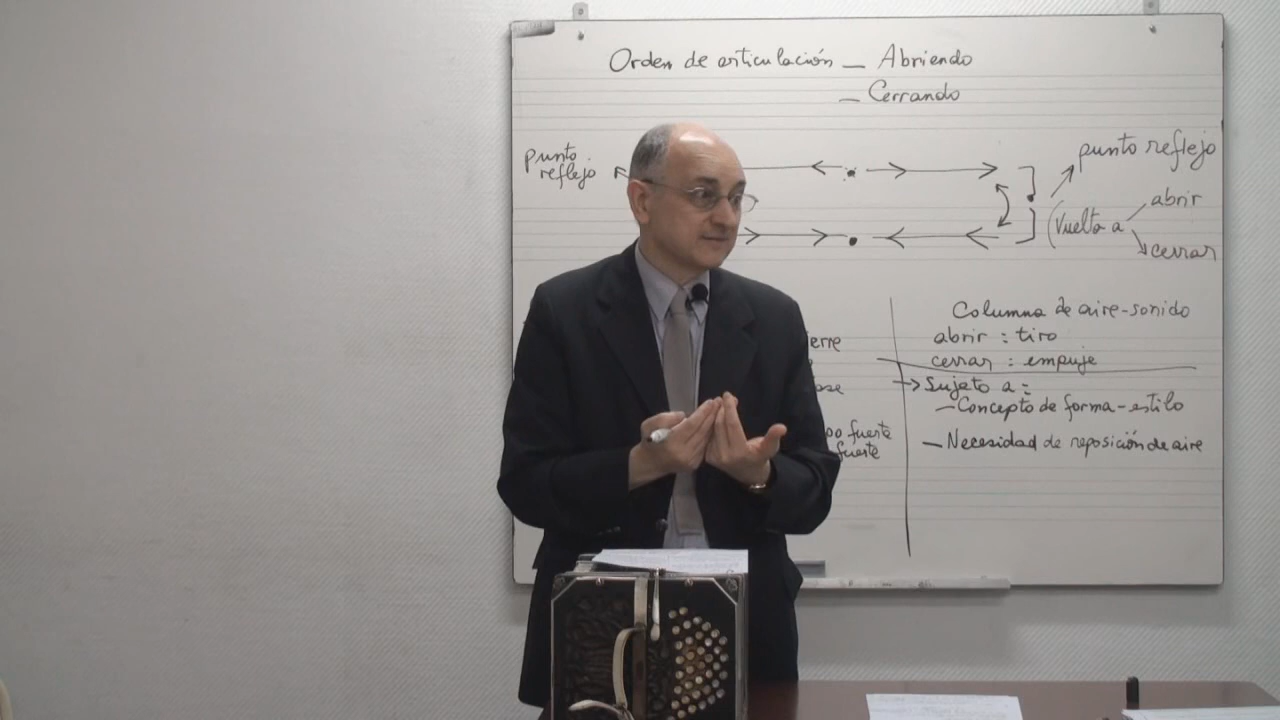 Orden de articulación — Abriendo
— Cerrando
punto
reflejo
punto reflejo
(Vuelta a
abrir
cerrar
Columna de aire-sonido
abrir : tiro
cerrar : empuje
→ Sujeto a :
— Concepto de forma - estilo
— Necesidad de reposición de aire
fuerte
fuerte